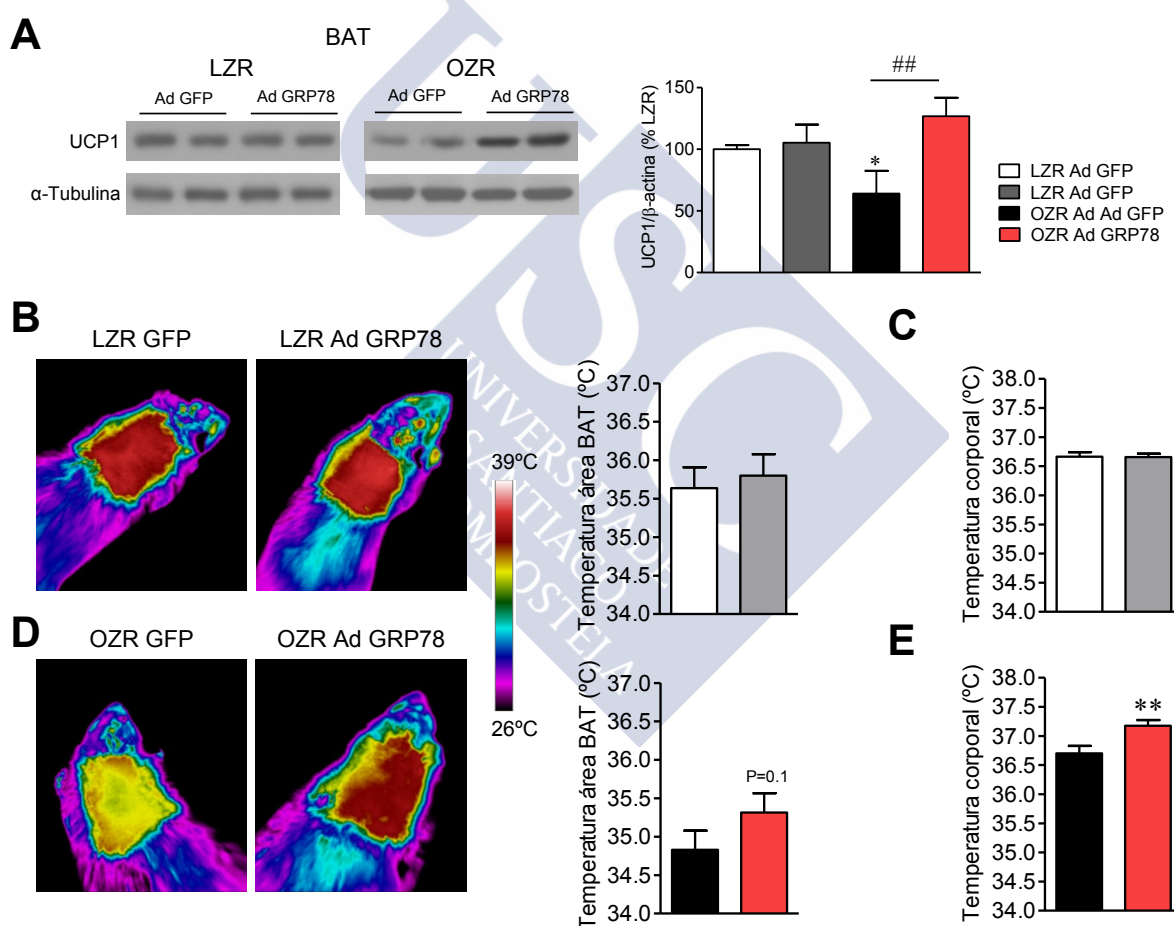 A
BAT
LZR
OZR
Ad GFP
Ad GRP78
Ad GFP
Ad GRP78
UCP1
α-Tubulina
UCP1/β-actina (% LZR)
150
100
50
0
*
##
LZR Ad GFP
LZR Ad GFP
OZR Ad Ad GFP
OZR Ad GRP78
B
LZR GFP
LZR Ad GRP78
39ºC
26ºC
Temperatura área BAT (ºC)
37.0
36.5
36.0
35.5
35.0
34.5
34.0
C
Temperatura corporal (ºC)
38.0
37.5
37.0
36.5
36.0
35.5
35.0
34.5
34.0
D
OZR GFP
OZR Ad GRP78
Temperatura área BAT (ºC)
37.0
36.5
36.0
35.5
35.0
34.5
34.0
P=0.1
E
Temperatura corporal (ºC)
38.0
37.5
37.0
36.5
36.0
35.5
35.0
34.5
34.0
**
USC
UNIVERSIDADE
DE SANTIAGO
DE COMPOSTELA